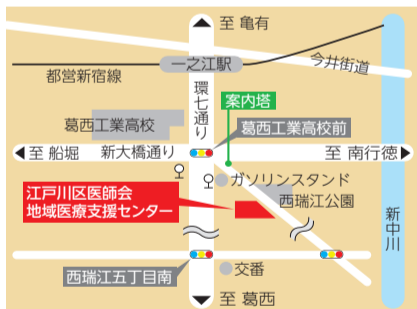 至 亀有
一之江駅
今井街道
都営新宿線
環七通り
案内塔
葛西工業高校
葛西工業高校前
至 船堀
新大橋通り
至 南行徳
ガソリンスタンド
西瑞江公園
江戸川区医師会
地域医療支援センター
新中川
西瑞江五丁目南
交番
至 葛西